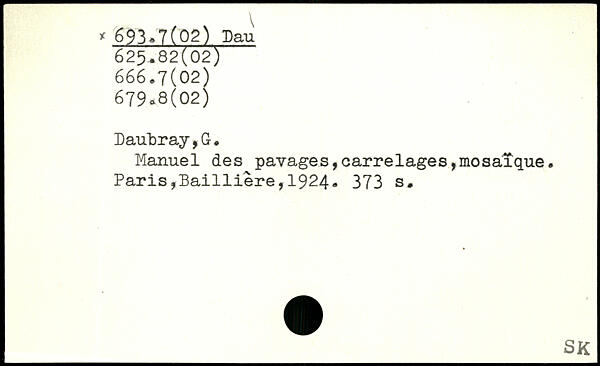 x 693.7(02) Dau
625.82(02)
666.7(02)
679.8(02)
Daubray,G.
Manuel des pavages,carrelages,mosaïque.
Paris,Baillière,1924. 373 s.
SK